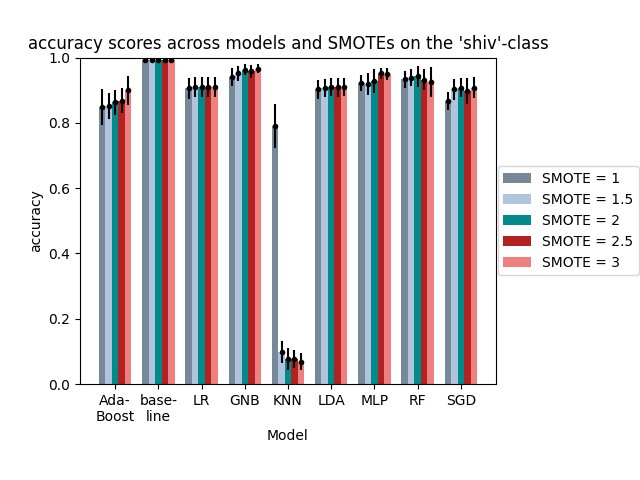 accuracy scores across models and SMOTEs on the 'shiv'-class
accuracy
1.0
0.8
0.6
0.4
0.2
0.0
Ada-
Boost
base-
line
LR
GNB
KNN
LDA
MLP
RF
SGD
Model
SMOTE = 1
SMOTE = 1.5
SMOTE = 2
SMOTE = 2.5
SMOTE = 3